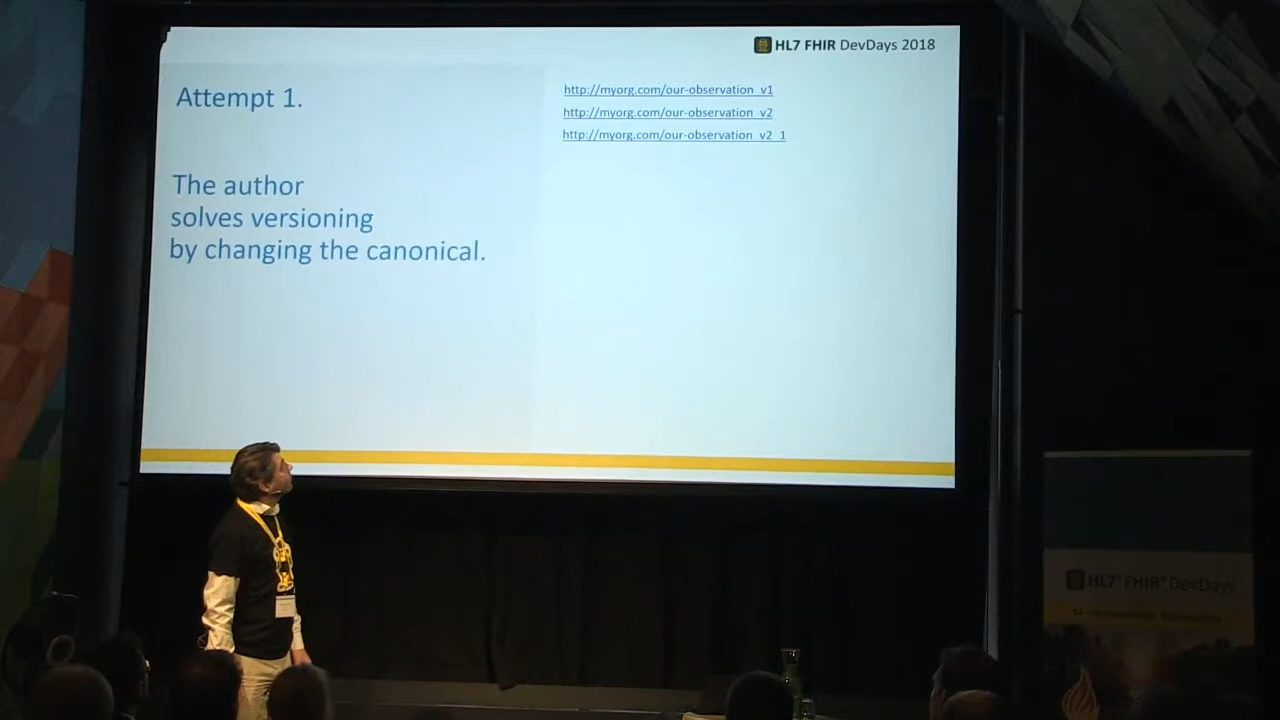 HL7 FHIR DevDays 2018
Attempt 1.
The author
solves versioning
by changing the canonical.
http://myorg.com/our-observation_v1
http://myorg.com/our-observation_v2
http://myorg.com/our-observation_v2_1
HL7® FHIR® DevDays